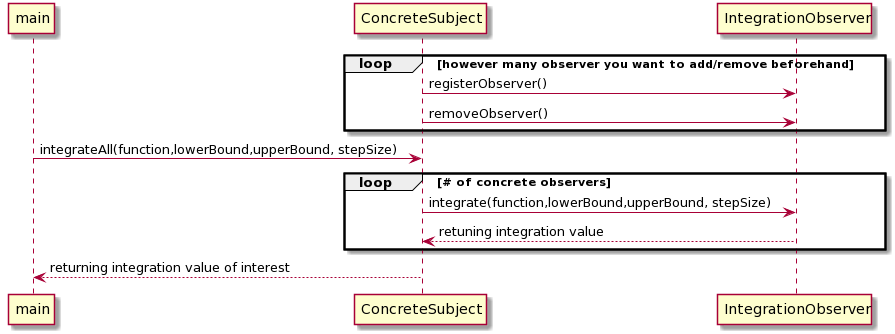 main ConcreteSubject IntegrationObserver
loop [however many observer you want to add/remove beforehand]
registerObserver()
removeObserver()
integrateAll(function,lowerBound,upperBound, stepSize)
loop [# of concrete observers]
integrate(function,lowerBound,upperBound, stepSize)
retuning integration value
returning integration value of interest
main ConcreteSubject IntegrationObserver